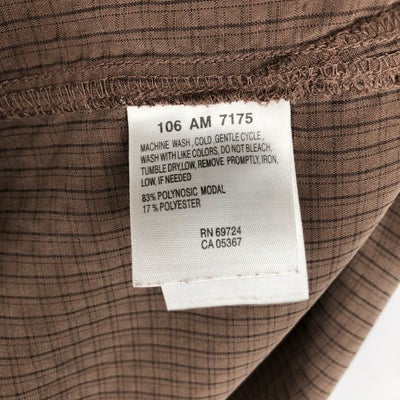 106 AM 7175
MACHINE WASH, COLD, GENTLE CYCLE,
WASH WITH LIKE COLORS, DO NOT BLEACH,
TUMBLE DRY, LOW, REMOVE PROMPTLY, IRON,
LOW, IF NEEDED
83% POLYNOSIC MODAL
17% POLYESTER
RN 69724
CA 05367